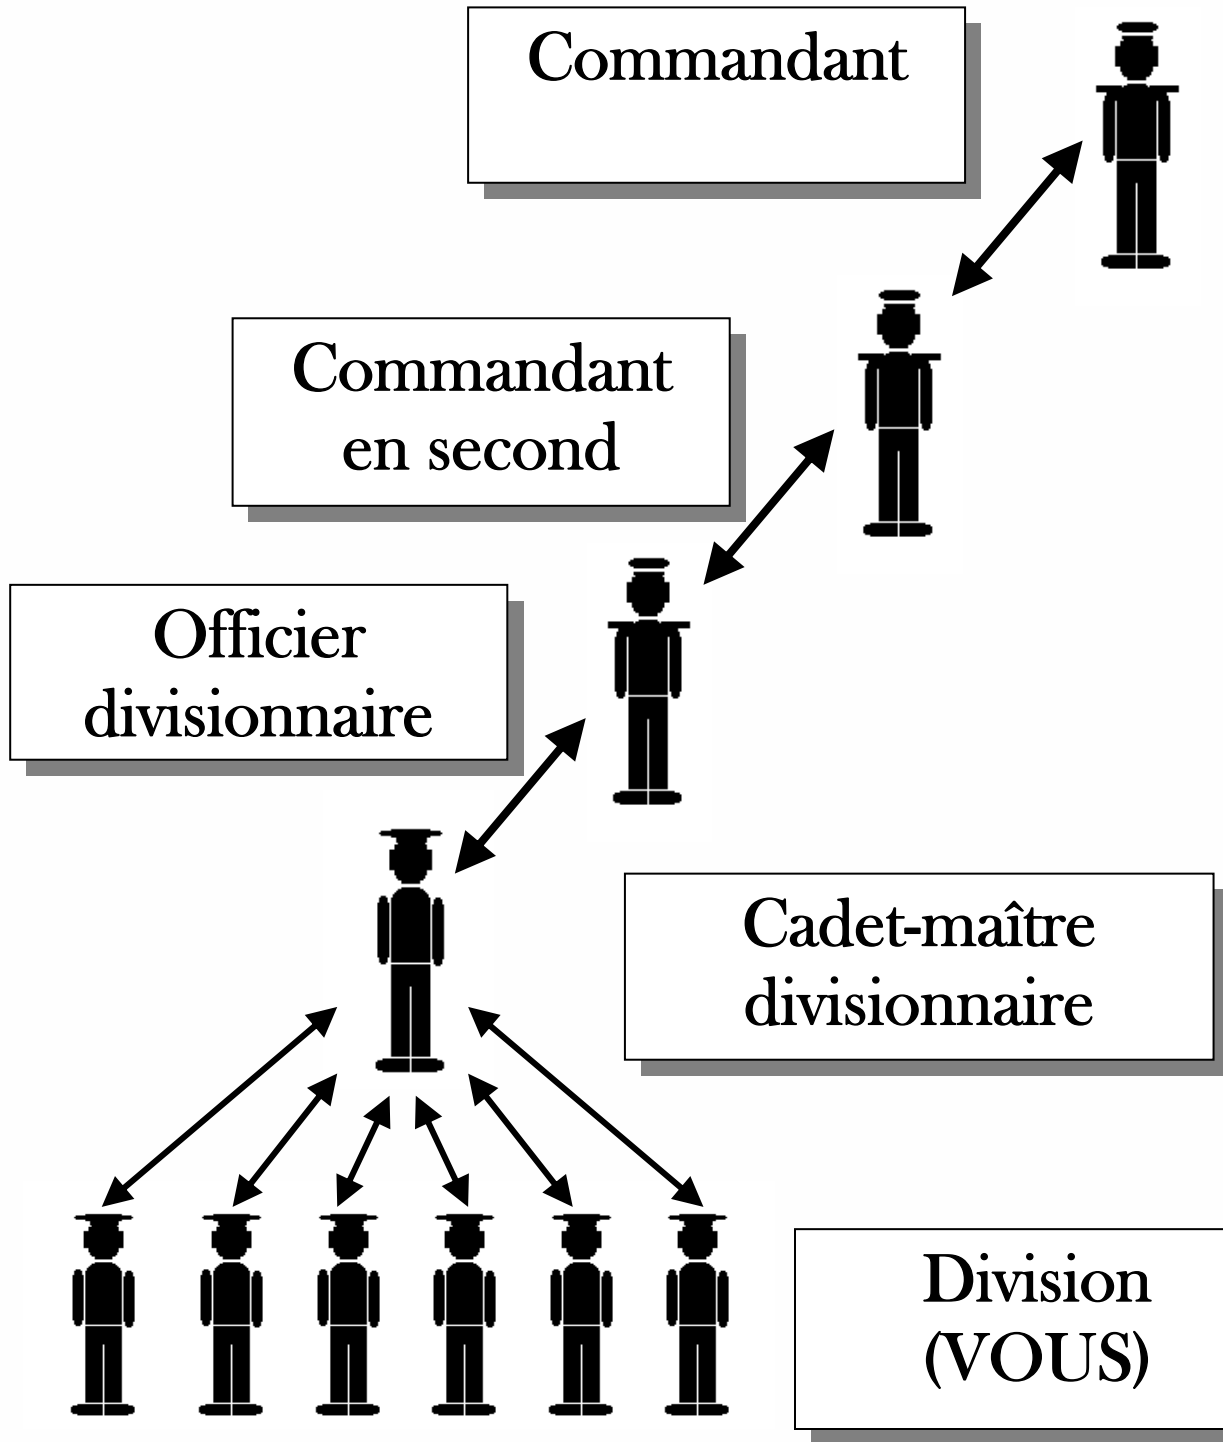 Commandant
Commandant
en second
Officier
divisionnaire
Cadet-maître
divisionnaire
Division
(VOUS)